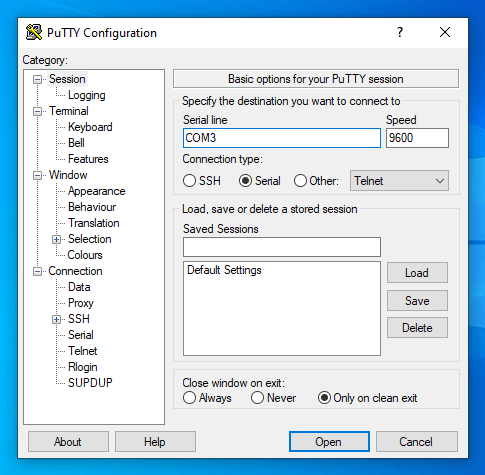 PuTTY Configuration
?
Category:
Session
Logging
Terminal
Keyboard
Bell
Features
Window
Appearance
Behaviour
Translation
Selection
Colours
Connection
Data
Proxy
SSH
Serial
Telnet
Rlogin
SUPDUP
Basic options for your PuTTY session
Specify the destination you want to connect to
Serial line Speed
COM3 9600
Connection type:
SSH Serial Other: Telnet
Load, save or delete a stored session
Saved Sessions
Default Settings
Load
Save
Delete
Close window on exit:
Always Never Only on clean exit
About Help Open Cancel